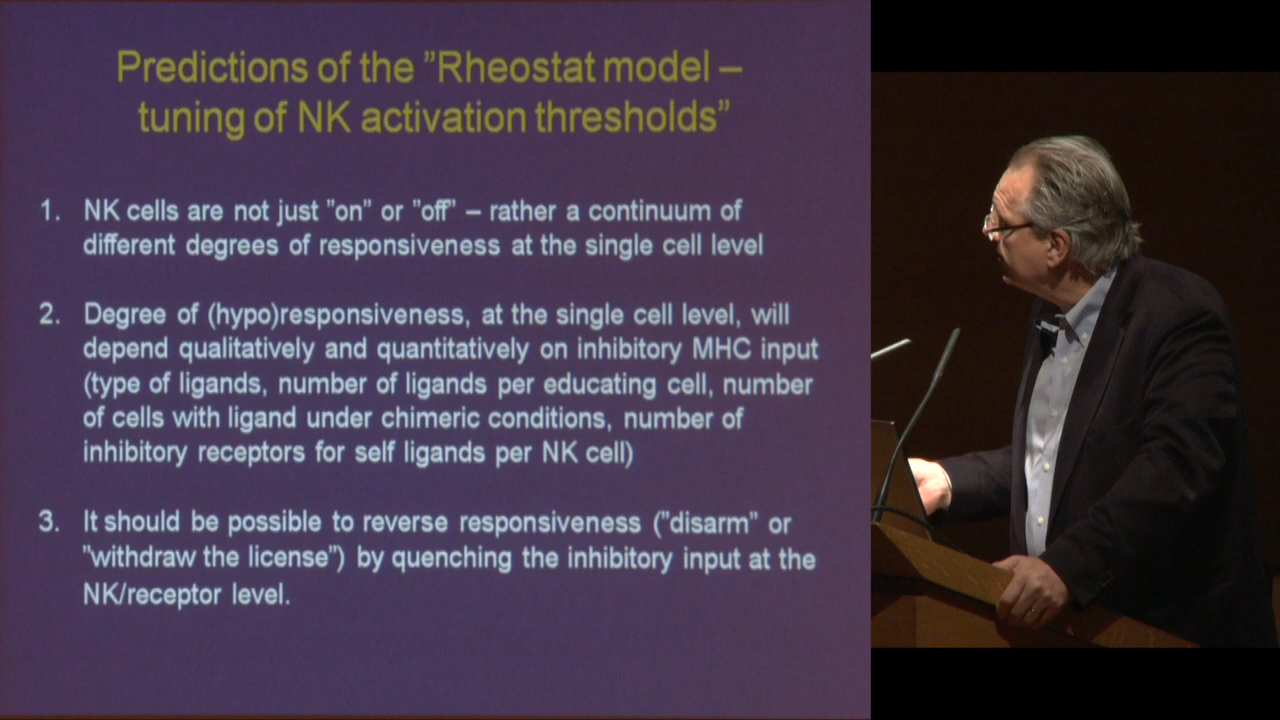 Predictions of the ”Rheostat model –
tuning of NK activation thresholds”
1. NK cells are not just ”on” or ”off” – rather a continuum of
different degrees of responsiveness at the single cell level
2. Degree of (hypo)responsiveness, at the single cell level, will
depend qualitatively and quantitatively on inhibitory MHC input
(type of ligands, number of ligands per educating cell, number
of cells with ligand under chimeric conditions, number of
inhibitory receptors for self ligands per NK cell)
3. It should be possible to reverse responsiveness (”disarm” or
”withdraw the license”) by quenching the inhibitory input at the
NK/receptor level.